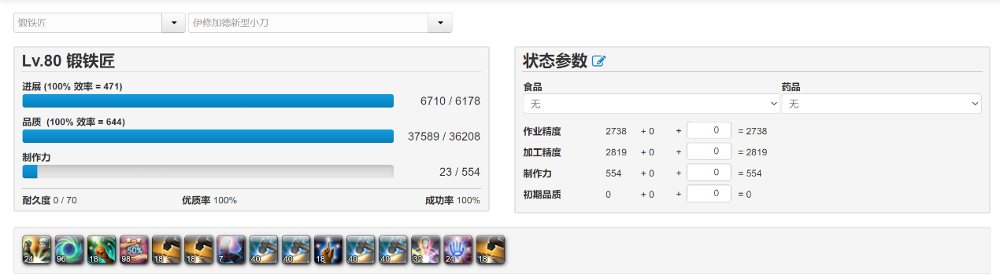 锻铁匠 伊修加德新型小刀
Lv.80 锻铁匠
进展 (100% 效率 = 471)
6710 / 6178
品质 (100% 效率 = 644)
37589 / 36208
制作力
23 / 554
耐久度 0 / 70 优质率 100% 成功率 100%
状态参数
食品 药品
无 无
作业精度 2738 + 0 + 0 = 2738
加工精度 2819 + 0 + 0 = 2819
制作力 554 + 0 + 0 = 554
初期品质 0 + 0 + 0 = 0
24 96 18 50% 98 18 18 7 40 40 18 40 40 32 24 18